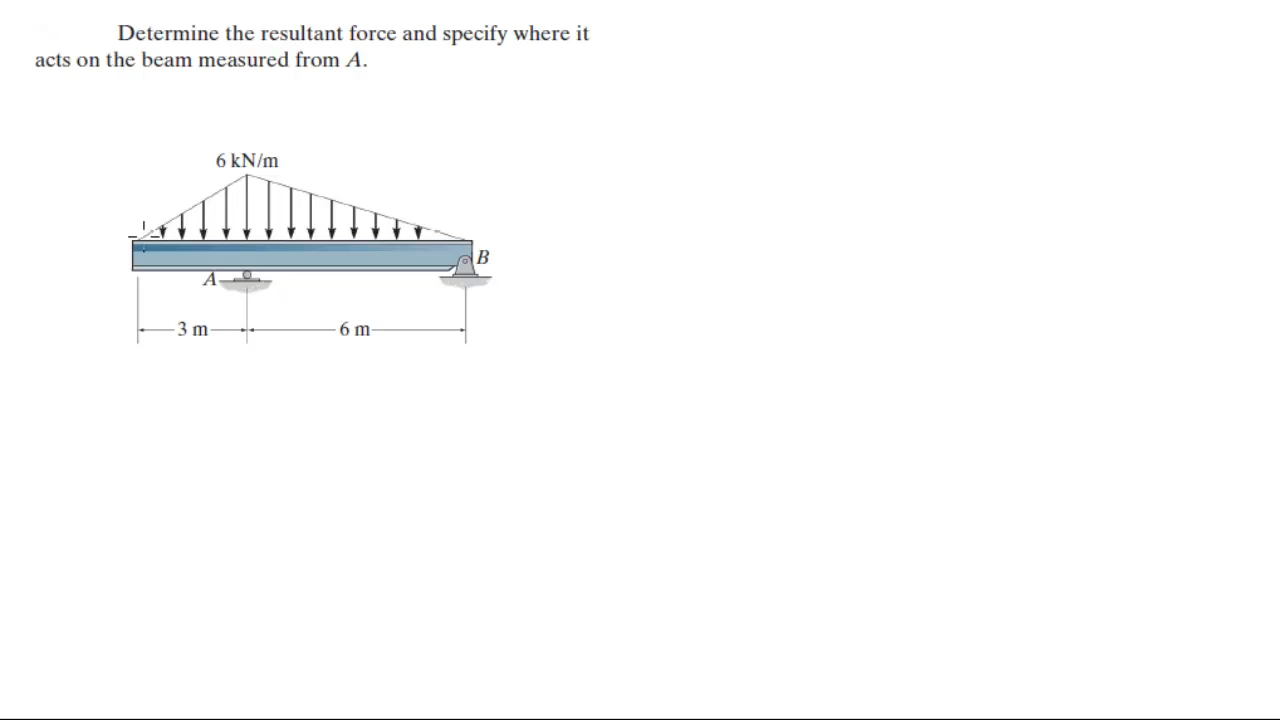 Determine the resultant force and specify where it
acts on the beam measured from A.
6 kN/m
B
A
3 m
6 m